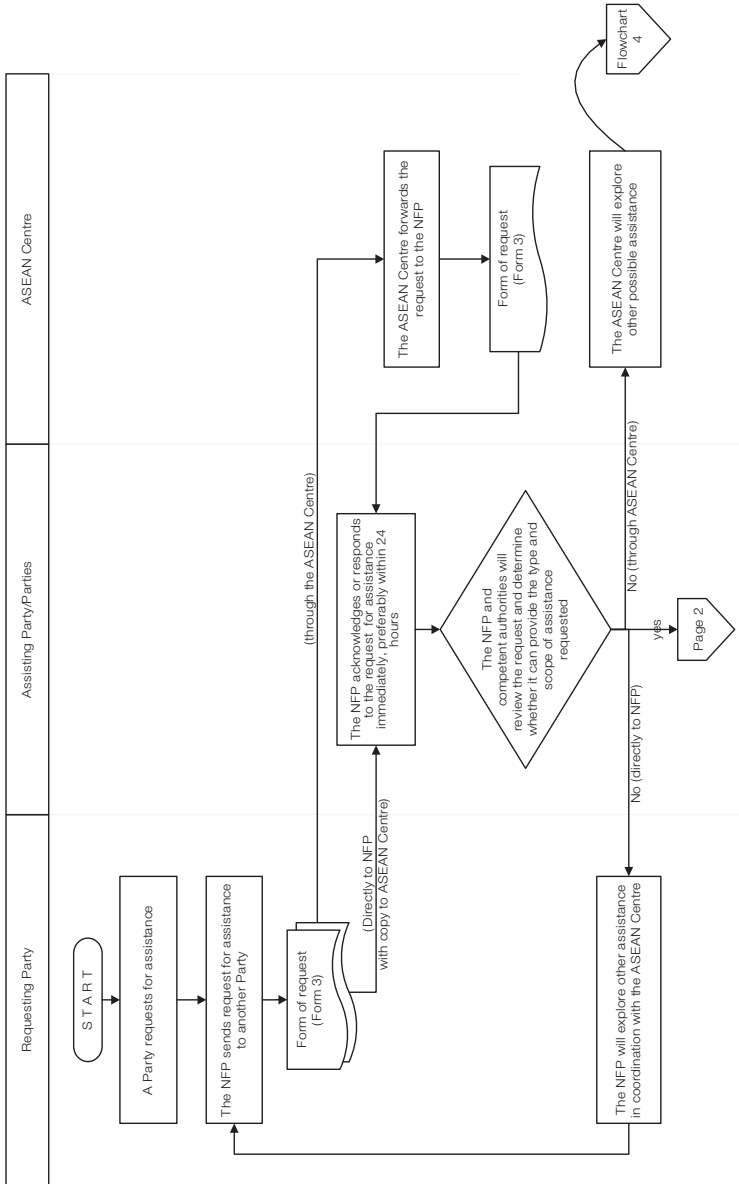 Requesting Party
Assisting Party/Parties
ASEAN Centre
S T A R T
A Party requests for assistance
The NFP sends request for assistance
to another Party
Form of request
(Form 3)
(through the ASEAN Centre)
(Directly to NFP
with copy to ASEAN Centre)
The ASEAN Centre forwards the
request to the NFP
Form of request
(Form 3)
The NFP acknowledges or responds
to the request for assistance
immediately, preferably within 24
hours
The NFP and
competent authorities will
review the request and determine
whether it can provide the type and
scope of assistance
requested
No (directly to NFP)
yes
No (through ASEAN Centre)
The NFP will explore other assistance
in coordination with the ASEAN Centre
Page 2
The ASEAN Centre will explore
other possible assistance
Flowchart
4